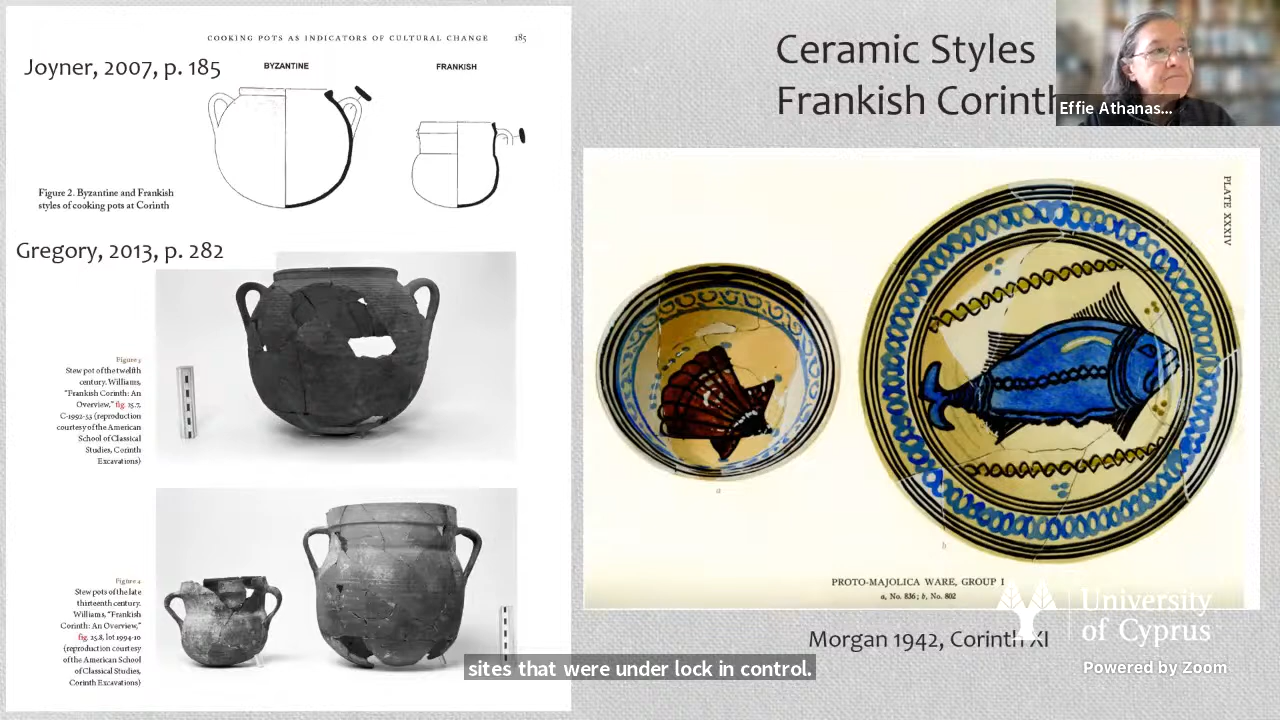 COOKING POTS AS INDICATORS OF CULTURAL CHANGE 185
Joyner, 2007, p. 185
BYZANTINE
FRANKISH
Figure 2. Byzantine and Frankish
styles of cooking pots at Corinth
Gregory, 2013, p. 282
Figure 3
Stew pot of the twelfth
century. Williams,
"Frankish Corinth: An
Overview," fig. 15.7,
C-1992-33 (reproduction
courtesy of the American
School of Classical
Studies, Corinth
Excavations)
Figure 4
Stew pots of the late
thirteenth century.
Williams, "Frankish
Corinth: An Overview,"
fig. 25.8, lot 1994-10
(reproduction courtesy
of the American School
of Classical Studies,
Corinth Excavations)
Ceramic Styles
Frankish Corinth
Effie Athanas...
PLATE XXXIV
a
b
PROTO-MAJOLICA WARE, GROUP I
a, No. 836; b, No. 802
Morgan 1942, Corinth XI
University
of Cyprus
Powered by Zoom
sites that were under lock in control.